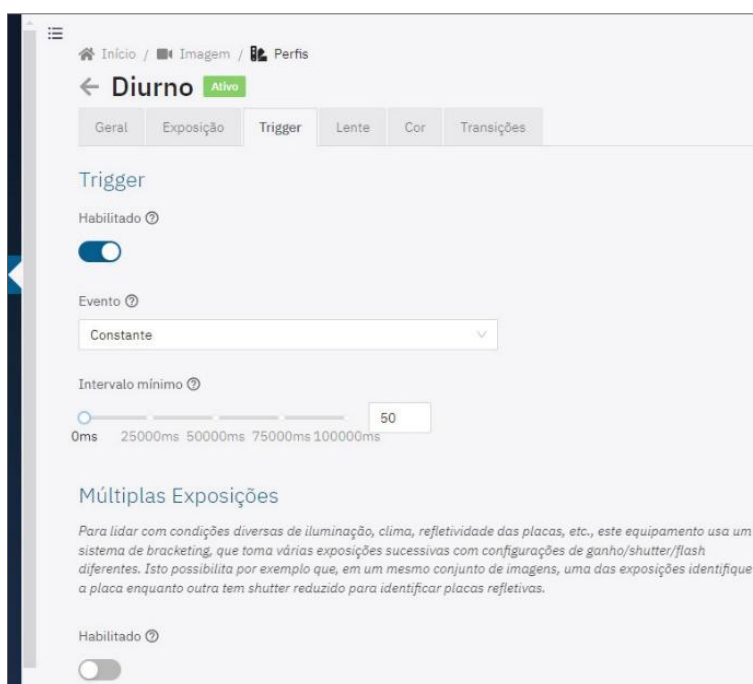 Início / Imagem / Perfis
← Diurno Ativo
Geral Exposição Trigger Lente Cor Transições
Trigger
Habilitado ?
Evento ?
Constante
Intervalo mínimo ?
50
0ms 25000ms 50000ms 75000ms 100000ms
Múltiplas Exposições
Para lidar com condições diversas de iluminação, clima, refletividade das placas, etc., este equipamento usa um
sistema de bracketing, que toma várias exposições sucessivas com configurações de ganho/shutter/flash
diferentes. Isto possibilita por exemplo que, em um mesmo conjunto de imagens, uma das exposições identifique
a placa enquanto outra tem shutter reduzido para identificar placas refletivas.
Habilitado ?